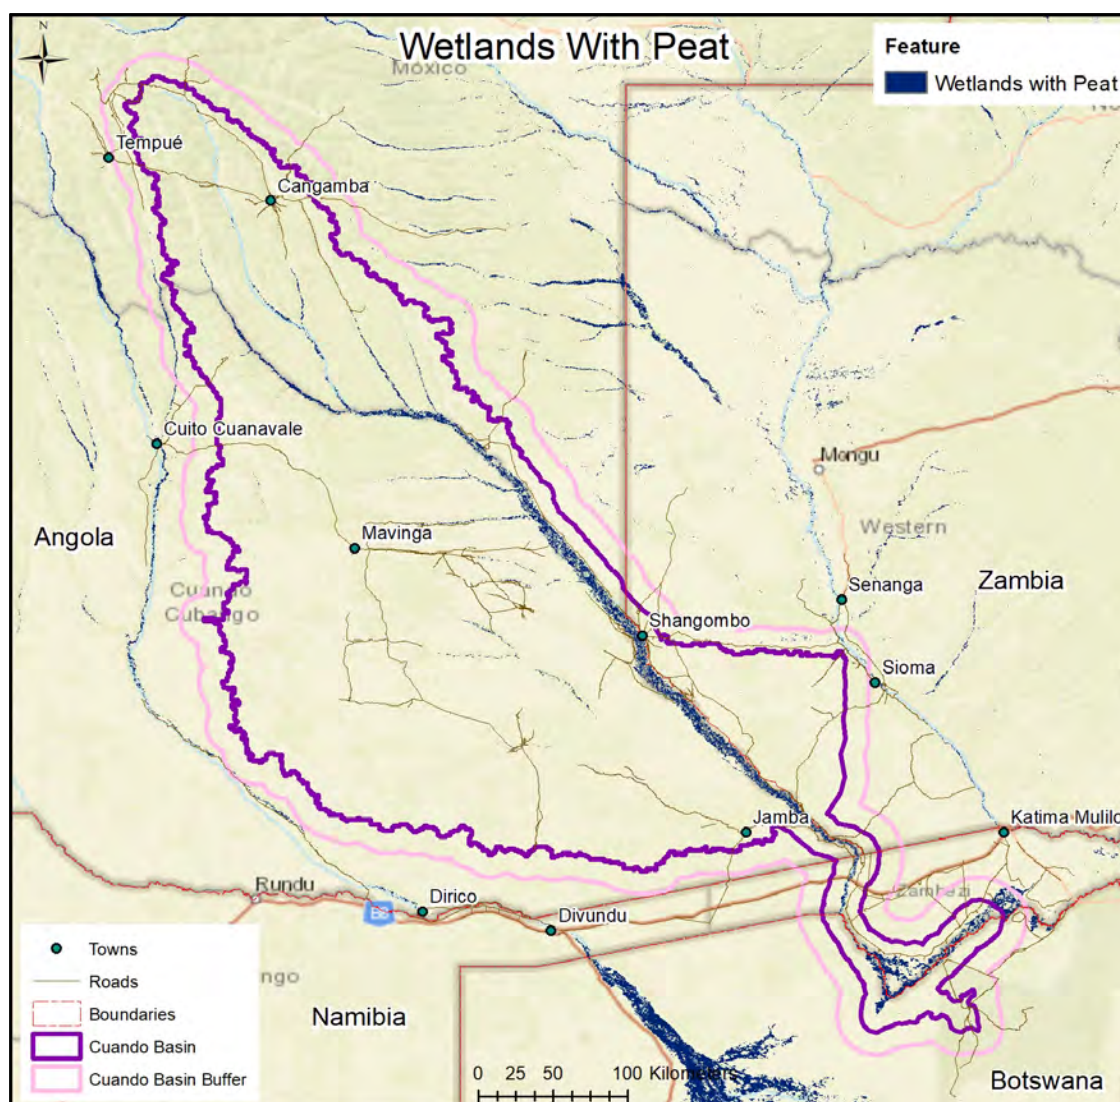 N
Wetlands With Peat
Moxico
Feature
Wetlands with Peat
Tempué
Cangamba
Cuito Cuanavale
Mongu
Angola
Mavinga
Western
Cuando
Cubango
Senanga
Zambia
Shangombo
Sioma
Jamba
Katima Mulilo
Rundu
Zambezi
Dirico
B8
Divundu
Towns
Roads
ngo
Boundaries
Namibia
Cuando Basin
Cuando Basin Buffer
0 25 50 100 Kilometers
Botswana